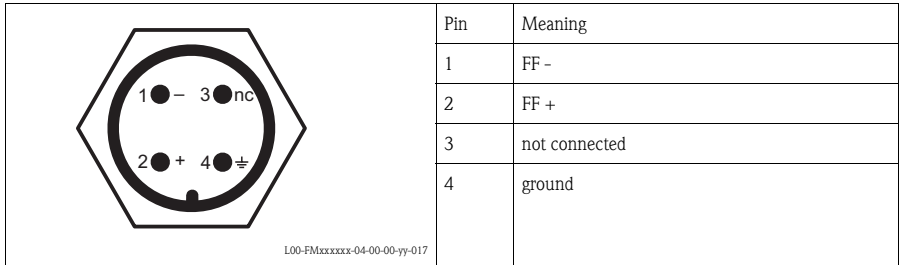 1 – 3 nc
2 + 4
L00-FMxxxxxx-04-00-00-yy-017
Pin Meaning
1 FF –
2 FF +
3 not connected
4 ground